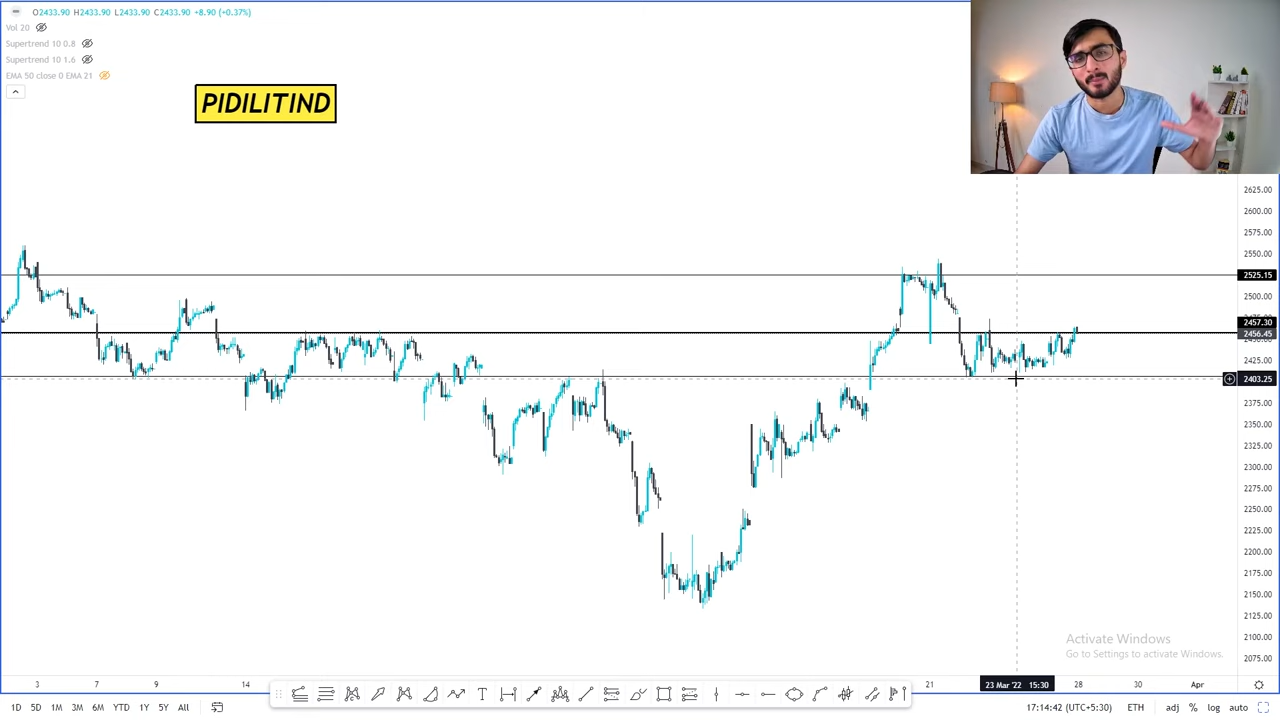 O2433.90 H2433.90 L2433.90 C2433.90 +8.90 (+0.37%)
Vol 20
Supertrend 10 0.8
Supertrend 10 1.6
EMA 50 close 0 EMA 21
PIDILITIND
2625.00
2600.00
2575.00
2550.00
2525.15
2500.00
2457.30
2456.45
2425.00
2403.25
2375.00
2350.00
2325.00
2300.00
2275.00
2250.00
2225.00
2200.00
2175.00
2150.00
2125.00
2100.00
2075.00
Activate Windows
Go to Settings to activate Windows.
3 7 9 14 21 23 Mar '22 15:30 28 30 Apr
T
1D 5D 1M 3M 6M YTD 1Y 5Y All 17:14:42 (UTC+5:30) ETH adj % log auto